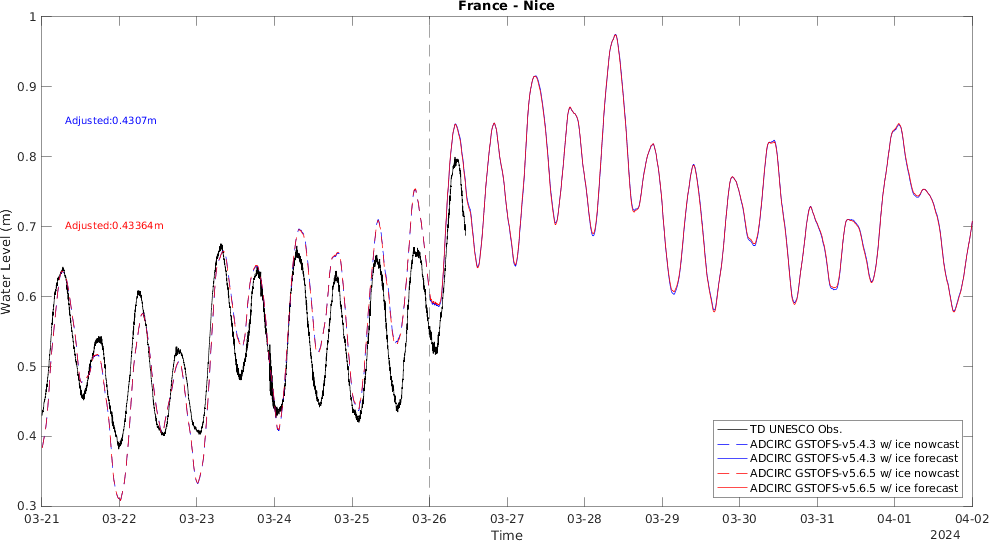 France - Nice
1
0.9
0.8
0.7
0.6
0.5
0.4
0.3
Water Level (m)
Adjusted:0.4307m
Adjusted:0.43364m
TD UNESCO Obs.
ADCIRC GSTOFS-v5.4.3 w/ ice nowcast
ADCIRC GSTOFS-v5.4.3 w/ ice forecast
ADCIRC GSTOFS-v5.6.5 w/ ice nowcast
ADCIRC GSTOFS-v5.6.5 w/ ice forecast
03-21 03-22 03-23 03-24 03-25 03-26 03-27 03-28 03-29 03-30 03-31 04-01 04-02
Time
2024